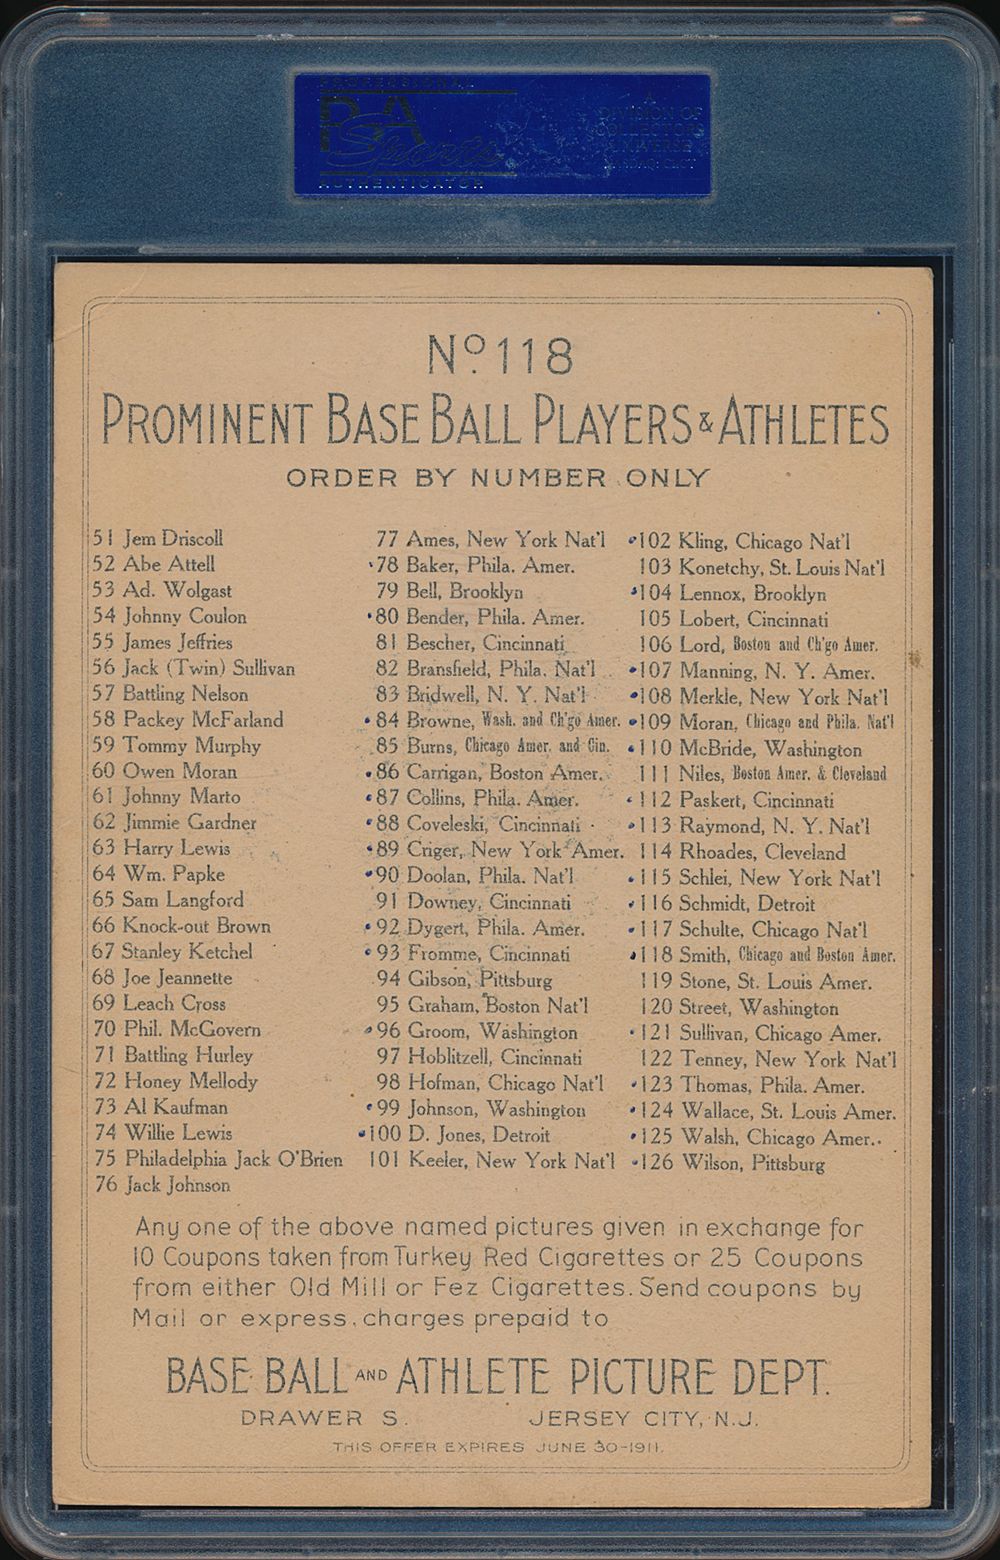 PROFESSIONAL
PSA
Sports
AUTHENTICATOR
A
DIVISION OF
COLLECTORS
UNIVERSE
NASDAQ: CLCT
Nº 118
PROMINENT BASE BALL PLAYERS & ATHLETES
ORDER BY NUMBER ONLY
51 Jem Driscoll
52 Abe Attell
53 Ad. Wolgast
54 Johnny Coulon
55 James Jeffries
56 Jack (Twin) Sullivan
57 Battling Nelson
58 Packey McFarland
59 Tommy Murphy
60 Owen Moran
61 Johnny Marto
62 Jimmie Gardner
63 Harry Lewis
64 Wm. Papke
65 Sam Langford
66 Knock-out Brown
67 Stanley Ketchel
68 Joe Jeannette
69 Leach Cross
70 Phil. McGovern
71 Battling Hurley
72 Honey Mellody
73 Al Kaufman
74 Willie Lewis
75 Philadelphia Jack O'Brien
76 Jack Johnson
77 Ames, New York Nat'l
78 Baker, Phila. Amer.
79 Bell, Brooklyn
80 Bender, Phila. Amer.
81 Bescher, Cincinnati
82 Bransfield, Phila. Nat'l
83 Bridwell, N. Y. Nat'l
84 Browne, Wash. and Ch'go Amer.
85 Burns, Chicago Amer. and Cin.
86 Carrigan, Boston Amer.
87 Collins, Phila. Amer.
88 Coveleski, Cincinnati
89 Criger, New York Amer.
90 Doolan, Phila. Nat'l
91 Downey, Cincinnati
92 Dygert, Phila. Amer.
93 Fromme, Cincinnati
94 Gibson, Pittsburg
95 Graham, Boston Nat'l
96 Groom, Washington
97 Hoblitzell, Cincinnati
98 Hofman, Chicago Nat'l
99 Johnson, Washington
100 D. Jones, Detroit
101 Keeler, New York Nat'l
102 Kling, Chicago Nat'l
103 Konetchy, St. Louis Nat'l
104 Lennox, Brooklyn
105 Lobert, Cincinnati
106 Lord, Boston and Ch'go Amer.
107 Manning, N. Y. Amer.
108 Merkle, New York Nat'l
109 Moran, Chicago and Phila. Nat'l
110 McBride, Washington
111 Niles, Boston Amer. & Cleveland
112 Paskert, Cincinnati
113 Raymond, N. Y. Nat'l
114 Rhoades, Cleveland
115 Schlei, New York Nat'l
116 Schmidt, Detroit
117 Schulte, Chicago Nat'l
118 Smith, Chicago and Boston Amer.
119 Stone, St. Louis Amer.
120 Street, Washington
121 Sullivan, Chicago Amer.
122 Tenney, New York Nat'l
123 Thomas, Phila. Amer.
124 Wallace, St. Louis Amer.
125 Walsh, Chicago Amer.
126 Wilson, Pittsburg
Any one of the above named pictures given in exchange for
10 Coupons taken from Turkey Red Cigarettes or 25 Coupons
from either Old Mill or Fez Cigarettes. Send coupons by
Mail or express, charges prepaid to
BASE BALL AND ATHLETE PICTURE DEPT.
DRAWER S. JERSEY CITY, N.J.
THIS OFFER EXPIRES JUNE 30-1911.